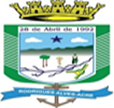 28 de Abril de 1992
RODRIGUES ALVES-ACRE